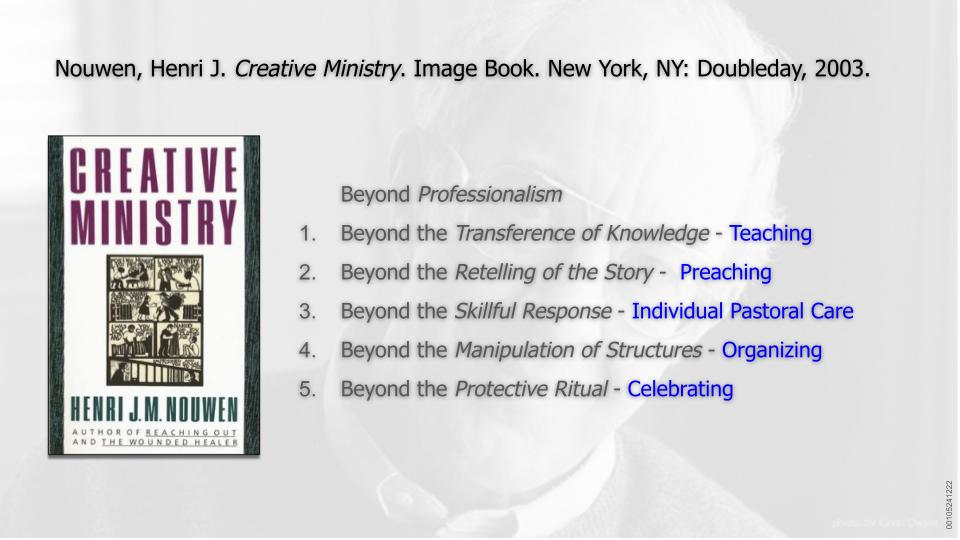 Nouwen, Henri J. Creative Ministry. Image Book. New York, NY: Doubleday, 2003.
CREATIVE
MINISTRY
HENRI J.M. NOUWEN
AUTHOR OF REACHING OUT
AND THE WOUNDED HEALER
Beyond Professionalism
1. Beyond the Transference of Knowledge - Teaching
2. Beyond the Retelling of the Story - Preaching
3. Beyond the Skillful Response - Individual Pastoral Care
4. Beyond the Manipulation of Structures - Organizing
5. Beyond the Protective Ritual - Celebrating
photo by Kevin Dwyer
00105241222